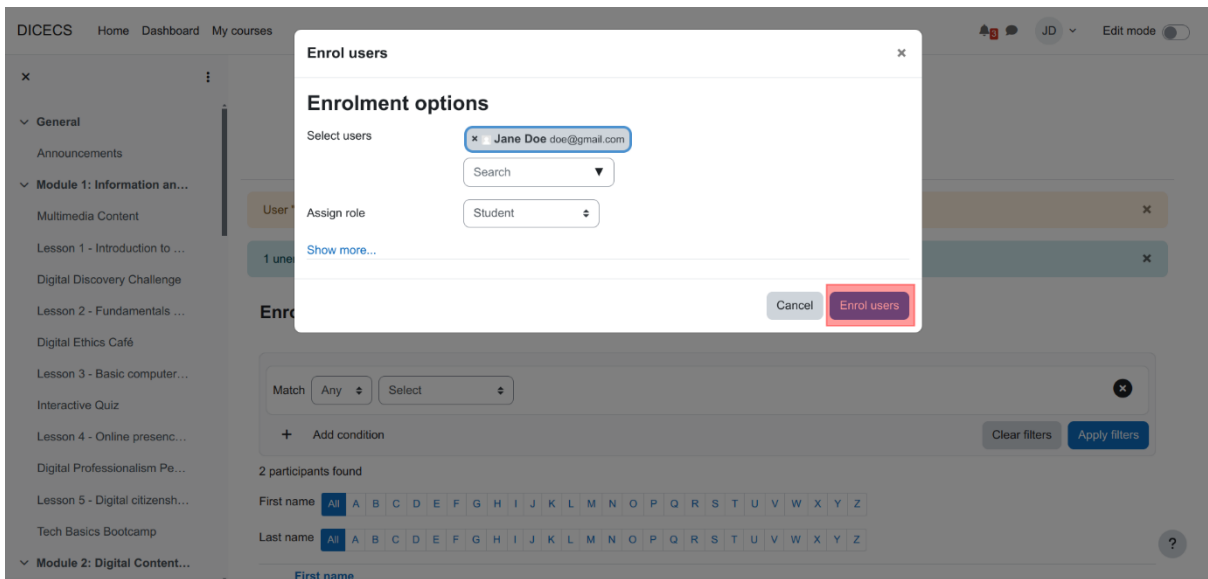 DICECS Home Dashboard My courses
3 JD Edit mode
General
Announcements
Module 1: Information an...
Multimedia Content
Lesson 1 - Introduction to ...
Digital Discovery Challenge
Lesson 2 - Fundamentals ...
Digital Ethics Café
Lesson 3 - Basic computer...
Interactive Quiz
Lesson 4 - Online presenc...
Digital Professionalism Pe...
Lesson 5 - Digital citizensh...
Tech Basics Bootcamp
Module 2: Digital Content...
Enrol users
Enrolment options
Select users
× Jane Doe doe@gmail.com
Search
Assign role Student
Show more...
Cancel Enrol users
User "
1 une
Enro
Match Any Select
+ Add condition
Clear filters Apply filters
2 participants found
First name All A B C D E F G H I J K L M N O P Q R S T U V W X Y Z
Last name All A B C D E F G H I J K L M N O P Q R S T U V W X Y Z
?
First name